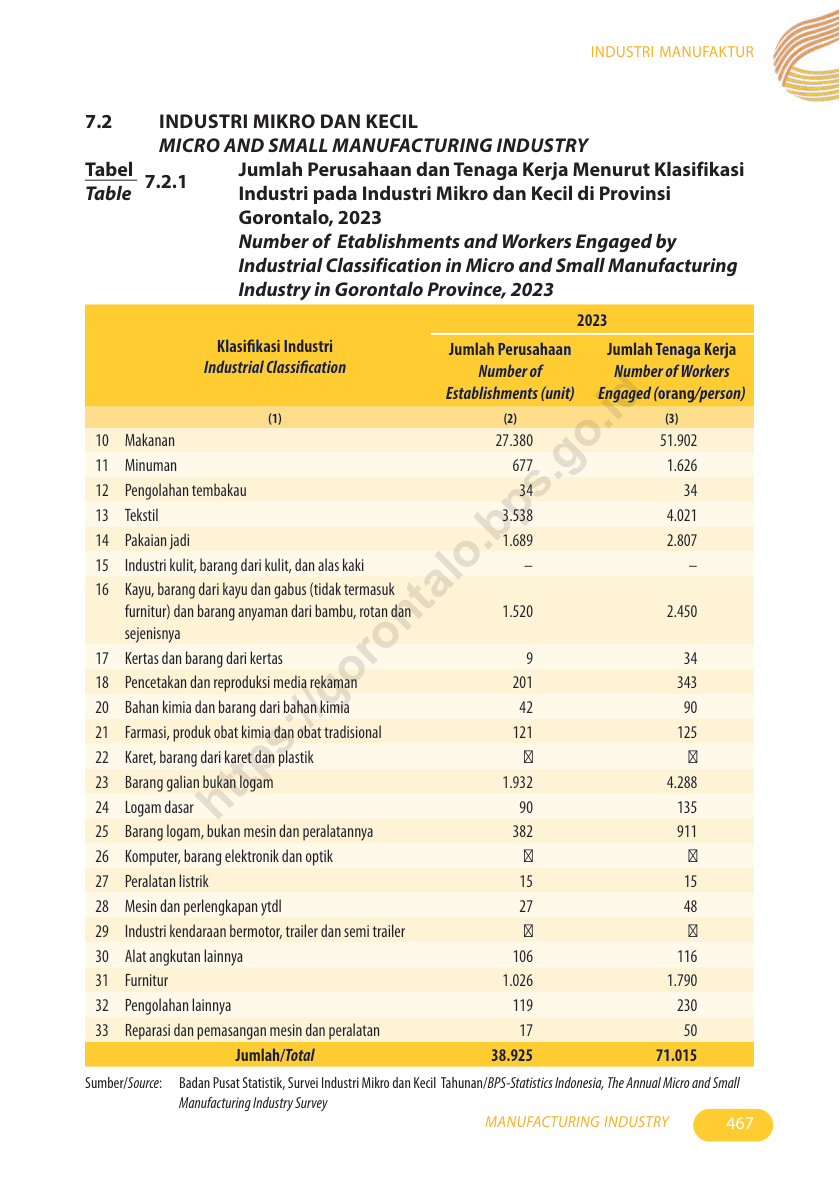 INDUSTRI MANUFAKTUR
7.2 INDUSTRI MIKRO DAN KECIL
MICRO AND SMALL MANUFACTURING INDUSTRY
Tabel
Table
7.2.1
Jumlah Perusahaan dan Tenaga Kerja Menurut Klasifikasi
Industri pada Industri Mikro dan Kecil di Provinsi
Gorontalo, 2023
Number of Etablishments and Workers Engaged by
Industrial Classification in Micro and Small Manufacturing
Industry in Gorontalo Province, 2023
Klasifikasi Industri
Industrial Classification
2023
Jumlah Perusahaan
Number of
Establishments (unit)
Jumlah Tenaga Kerja
Number of Workers
Engaged (orang/person)
(1) (2) (3)
10 Makanan 27.380 51.902
11 Minuman 677 1.626
12 Pengolahan tembakau 34 34
13 Tekstil 3.538 4.021
14 Pakaian jadi 1.689 2.807
15 Industri kulit, barang dari kulit, dan alas kaki – –
16 Kayu, barang dari kayu dan gabus (tidak termasuk
furnitur) dan barang anyaman dari bambu, rotan dan 1.520 2.450
sejenisnya
17 Kertas dan barang dari kertas 9 34
18 Pencetakan dan reproduksi media rekaman 201 343
20 Bahan kimia dan barang dari bahan kimia 42 90
21 Farmasi, produk obat kimia dan obat tradisional 121 125
22 Karet, barang dari karet dan plastik
23 Barang galian bukan logam 1.932 4.288
24 Logam dasar 90 135
25 Barang logam, bukan mesin dan peralatannya 382 911
26 Komputer, barang elektronik dan optik
27 Peralatan listrik 15 15
28 Mesin dan perlengkapan ytdl 27 48
29 Industri kendaraan bermotor, trailer dan semi trailer
30 Alat angkutan lainnya 106 116
31 Furnitur 1.026 1.790
32 Pengolahan lainnya 119 230
33 Reparasi dan pemasangan mesin dan peralatan 17 50
Jumlah/Total 38.925 71.015
Sumber/Source: Badan Pusat Statistik, Survei Industri Mikro dan Kecil Tahunan/BPS-Statistics Indonesia, The Annual Micro and Small
Manufacturing Industry Survey
MANUFACTURING INDUSTRY 467
https://gorontalo.bps.go.id